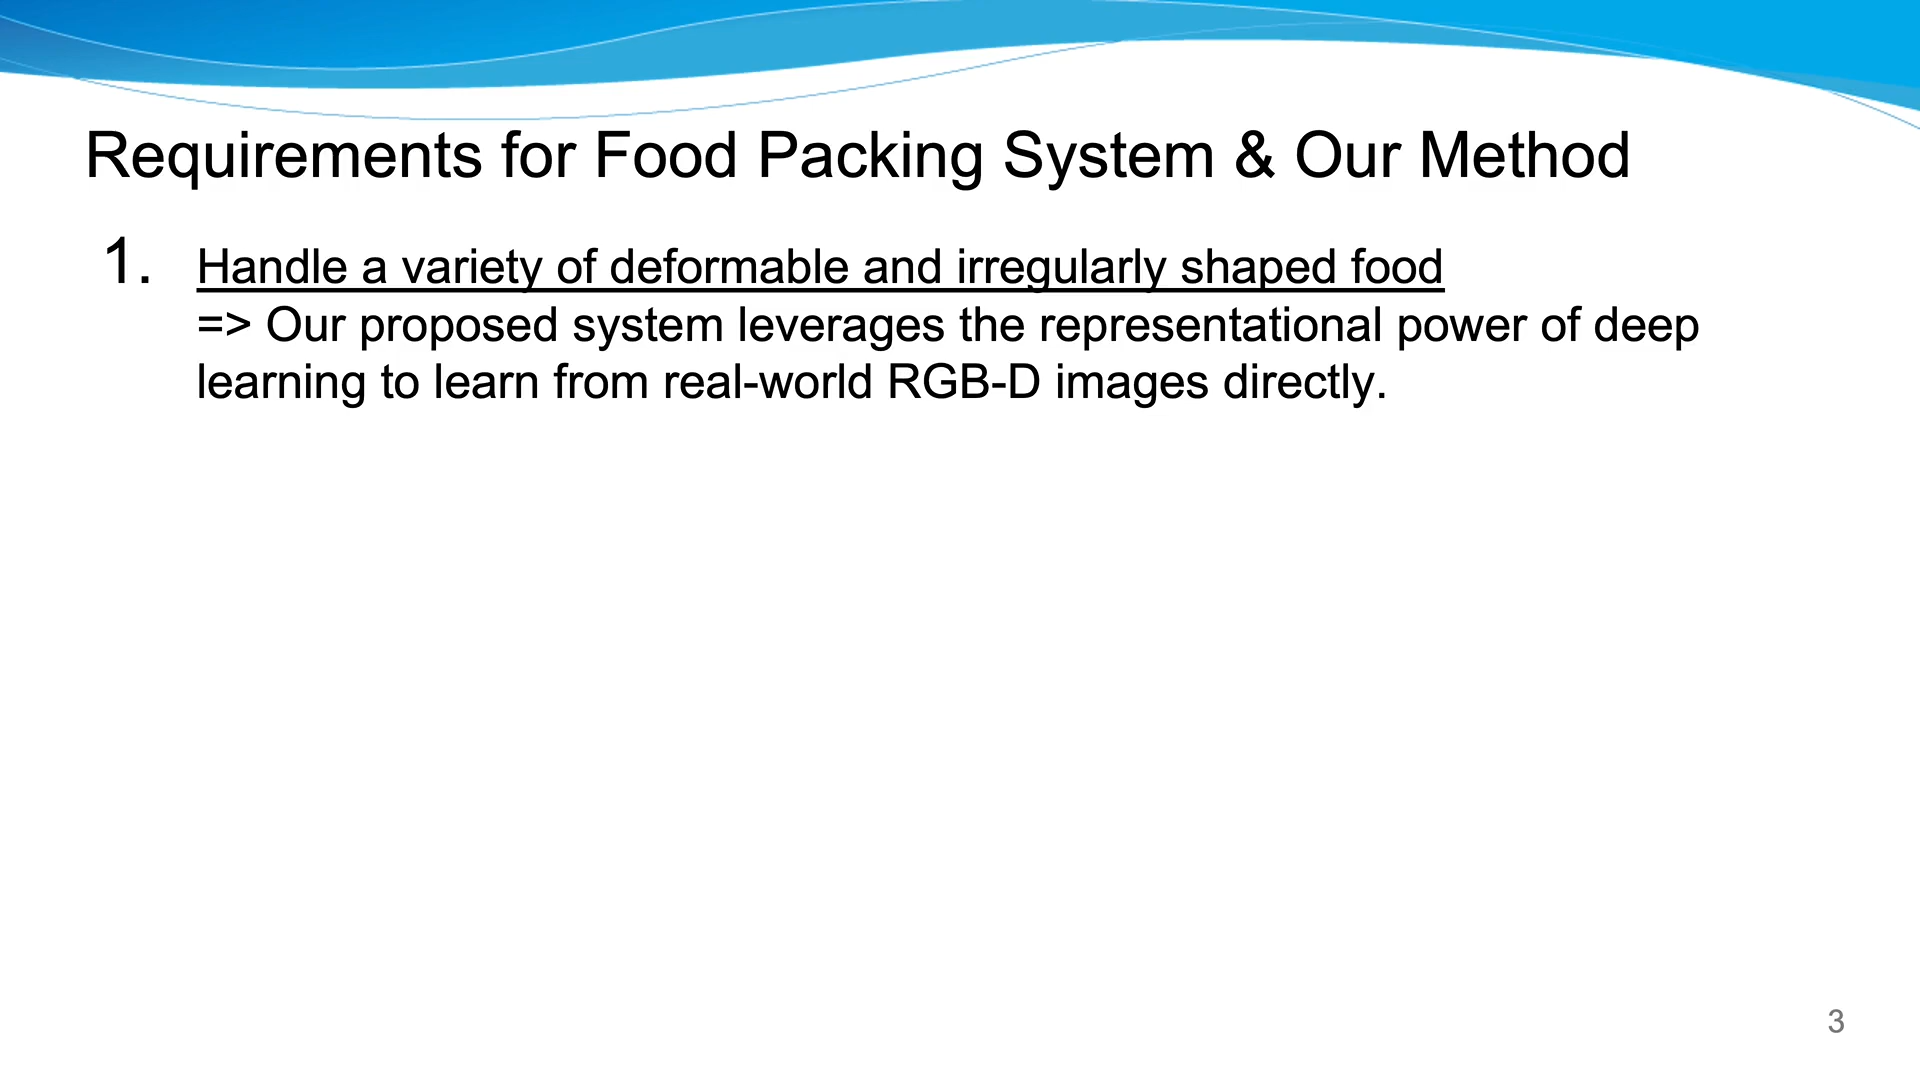 Requirements for Food Packing System & Our Method
1. Handle a variety of deformable and irregularly shaped food
=> Our proposed system leverages the representational power of deep
learning to learn from real-world RGB-D images directly.
3